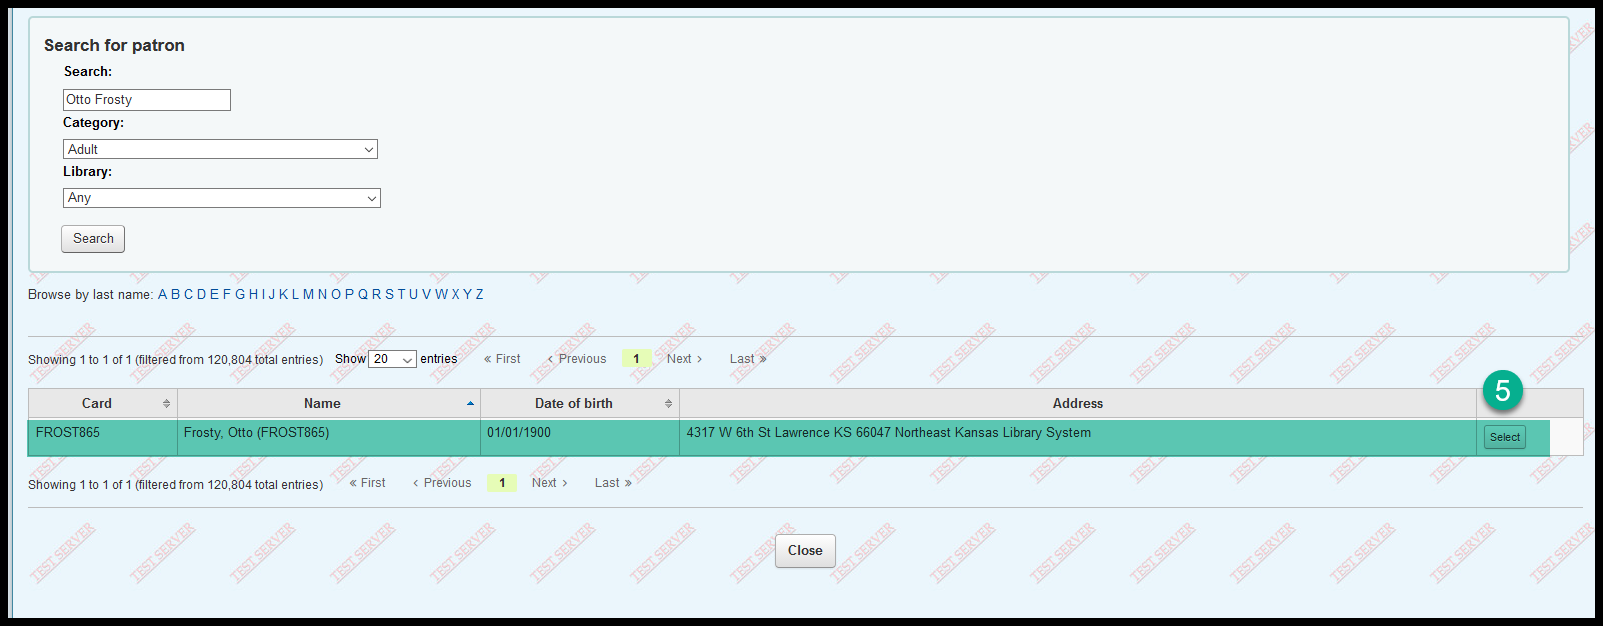 Search for patron
Search:
Otto Frosty
Category:
Adult
Library:
Any
Search
Browse by last name: A B C D E F G H I J K L M N O P Q R S T U V W X Y Z
Showing 1 to 1 of 1 (filtered from 120,804 total entries) Show 20 entries « First ‹ Previous 1 Next › Last »
5
Card Name Date of birth Address
FROST865 Frosty, Otto (FROST865) 01/01/1900 4317 W 6th St Lawrence KS 66047 Northeast Kansas Library System Select
Showing 1 to 1 of 1 (filtered from 120,804 total entries) « First ‹ Previous 1 Next › Last »
Close
TEST SERVER